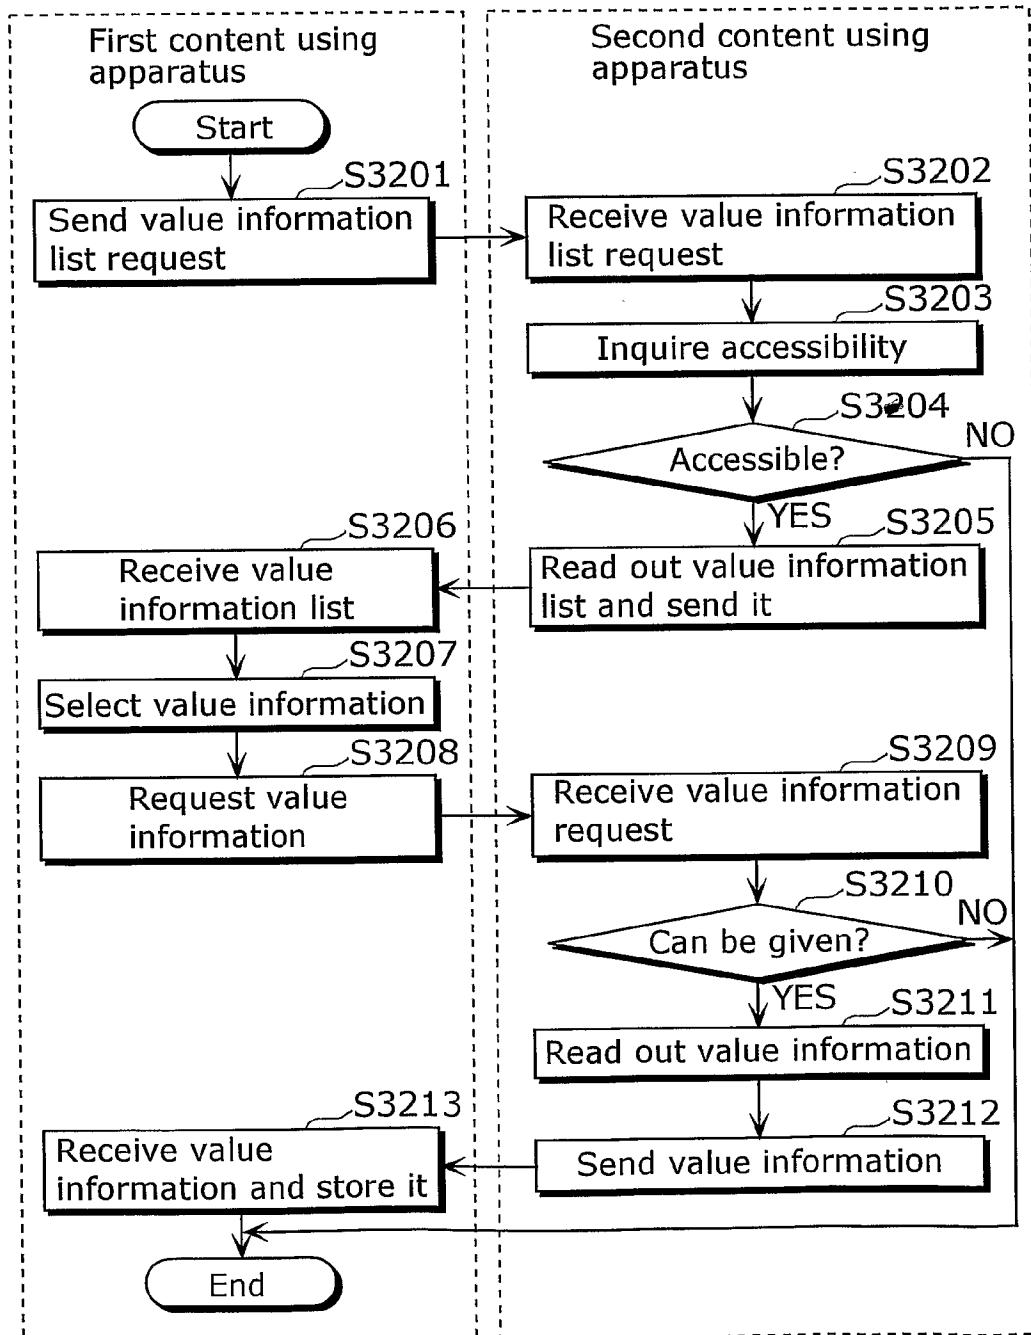 First content using
apparatus
Second content using
apparatus
Start
S3201
Send value information
list request
S3202
Receive value information
list request
S3203
Inquire accessibility
S3204
Accessible?
NO
YES
S3205
Read out value information
list and send it
S3206
Receive value
information list
S3207
Select value information
S3208
Request value
information
S3209
Receive value information
request
S3210
Can be given?
NO
YES
S3211
Read out value information
S3212
Send value information
S3213
Receive value
information and store it
End